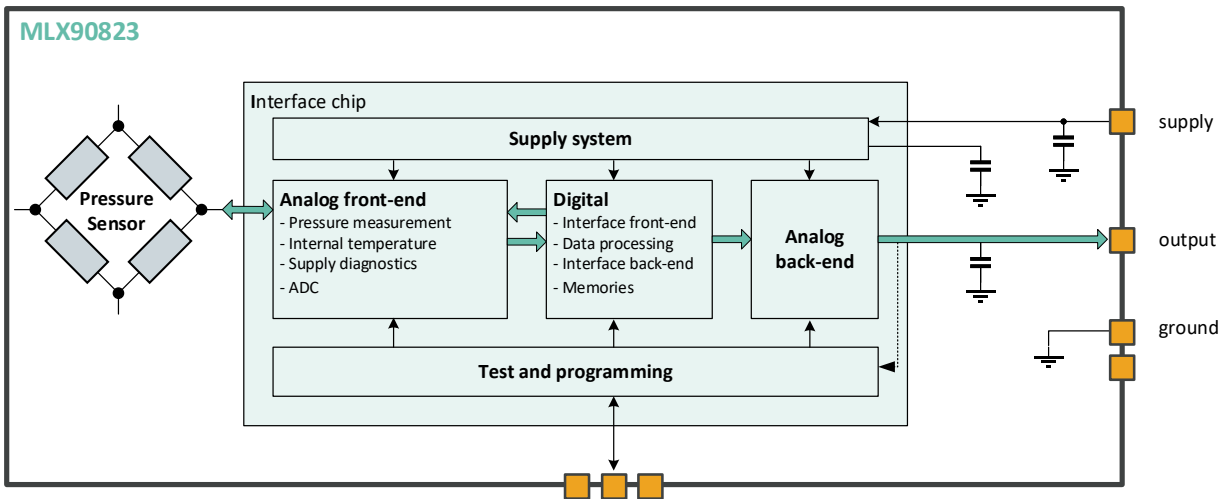 MLX90823
Interface chip
Supply system
supply
Pressure
Sensor
Analog front-end
- Pressure measurement
- Internal temperature
- Supply diagnostics
- ADC
Digital
- Interface front-end
- Data processing
- Interface back-end
- Memories
Analog
back-end
output
ground
Test and programming